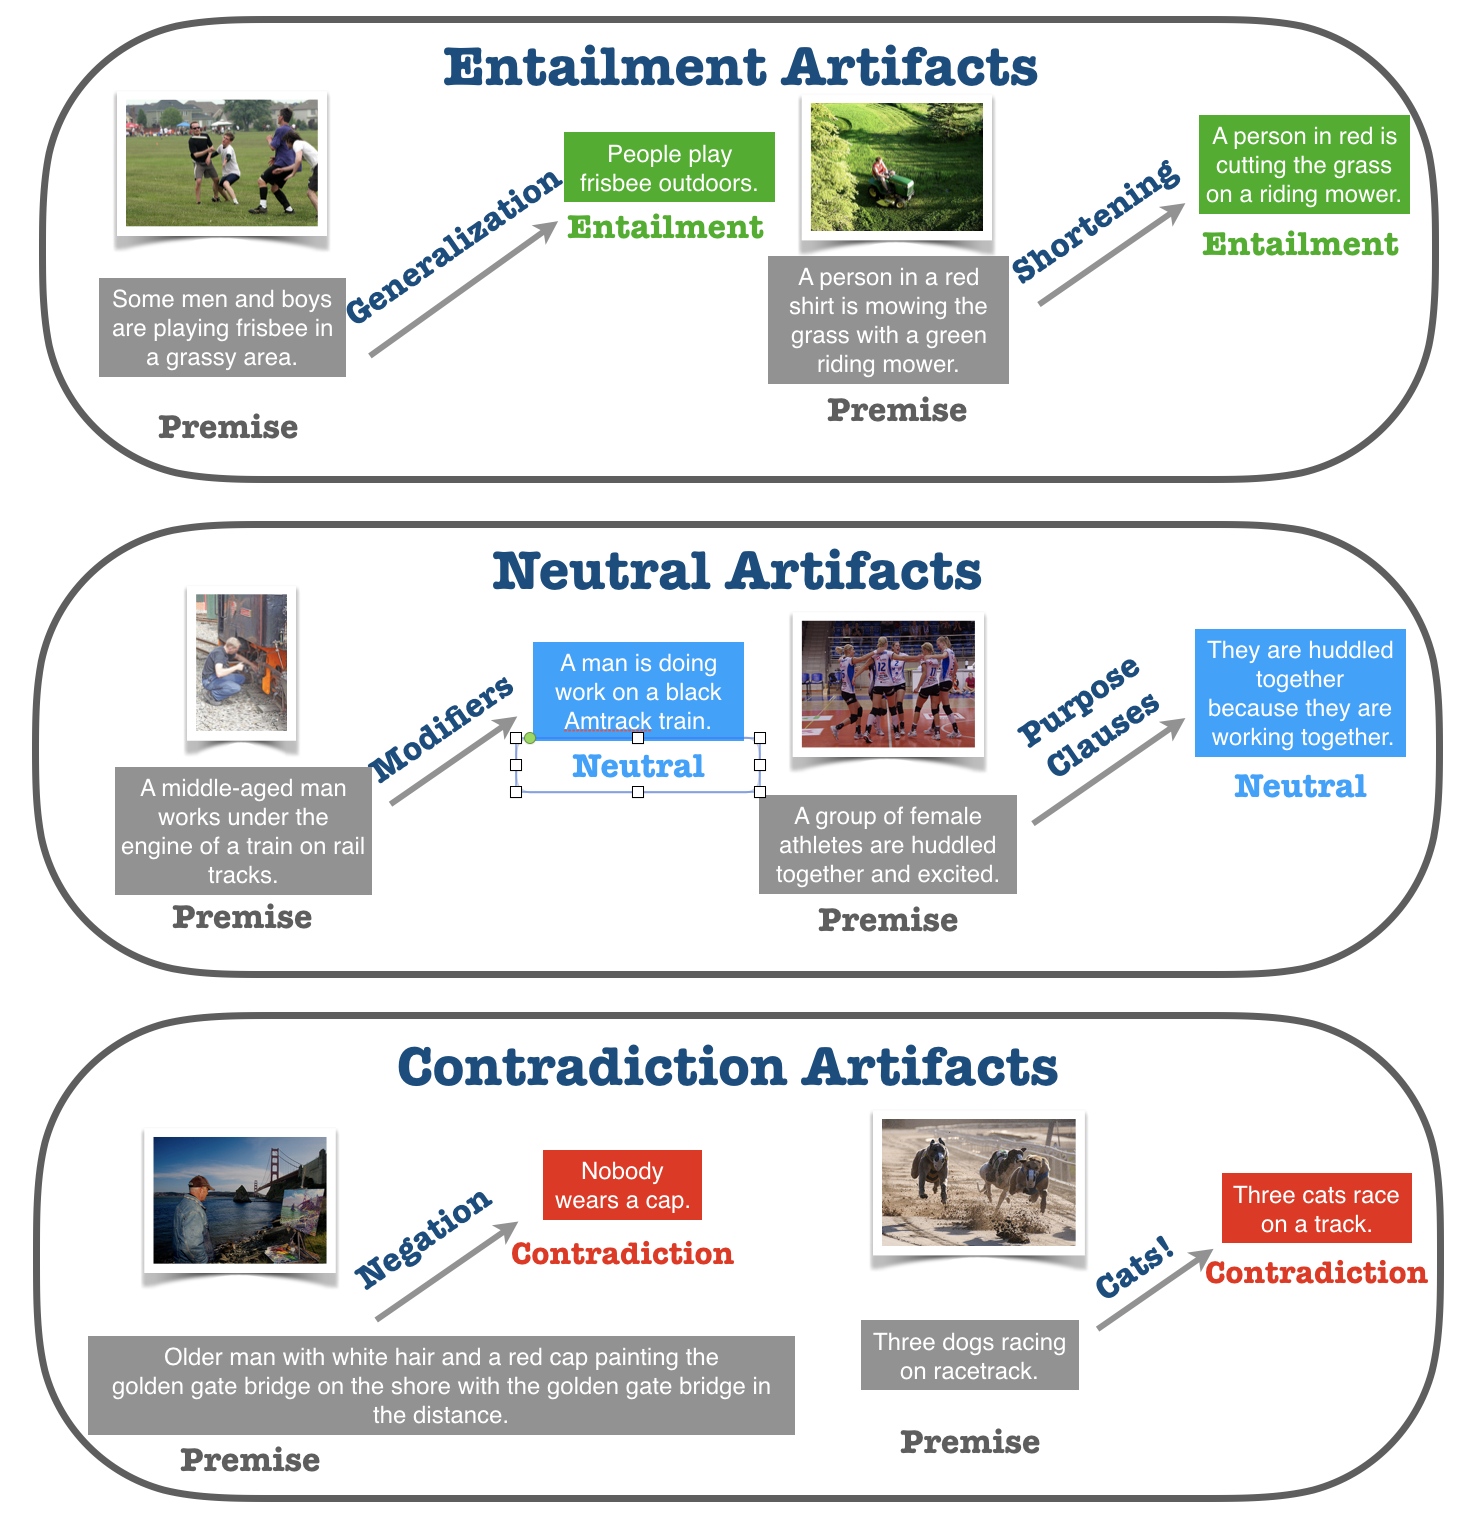 Entailment Artifacts
Some men and boys
are playing frisbee in
a grassy area.
Premise
Generalization
People play
frisbee outdoors.
Entailment
A person in a red
shirt is mowing the
grass with a green
riding mower.
Premise
Shortening
A person in red is
cutting the grass
on a riding mower.
Entailment
Neutral Artifacts
A middle-aged man
works under the
engine of a train on rail
tracks.
Premise
Modifiers
A man is doing
work on a black
Amtrack train.
Neutral
12
A group of female
athletes are huddled
together and excited.
Premise
Purpose
Clauses
They are huddled
together
because they are
working together.
Neutral
Contradiction Artifacts
Older man with white hair and a red cap painting the
golden gate bridge on the shore with the golden gate bridge in
the distance.
Premise
Negation
Nobody
wears a cap.
Contradiction
Three dogs racing
on racetrack.
Premise
Cats!
Three cats race
on a track.
Contradiction